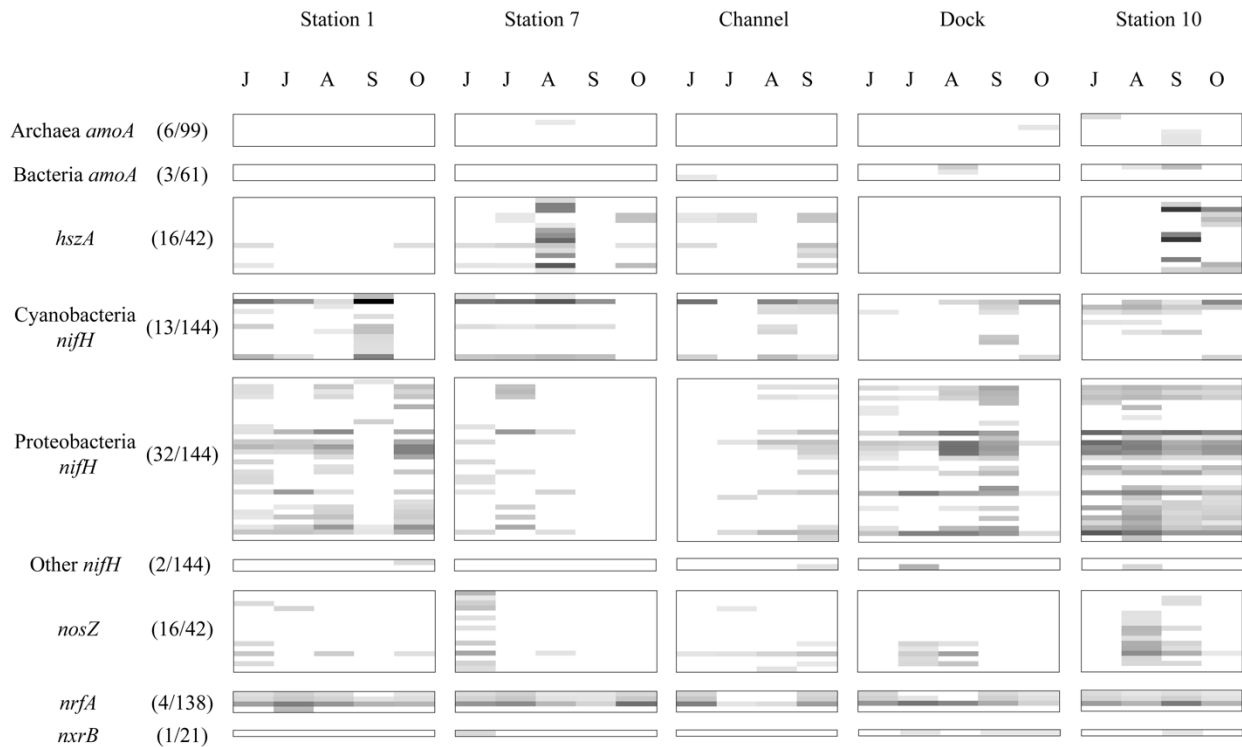 Station 1 Station 7 Channel Dock Station 10
J J A S O J J A S O J J A S J J A S O J A S O
Archaea amoA (6/99)
Bacteria amoA (3/61)
hszA (16/42)
Cyanobacteria
nifH (13/144)
Proteobacteria
nifH (32/144)
Other nifH (2/144)
nosZ (16/42)
nrfA (4/138)
nxrB (1/21)